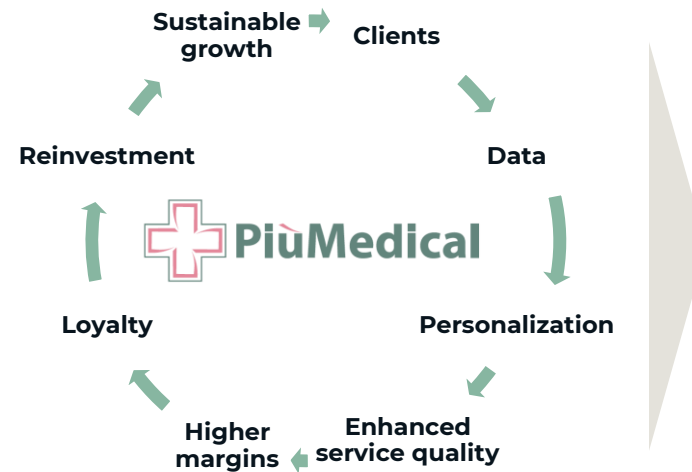 Sustainable
growth
Clients
Reinvestment
Data
PiùMedical
Loyalty
Personalization
Higher
margins
Enhanced
service quality